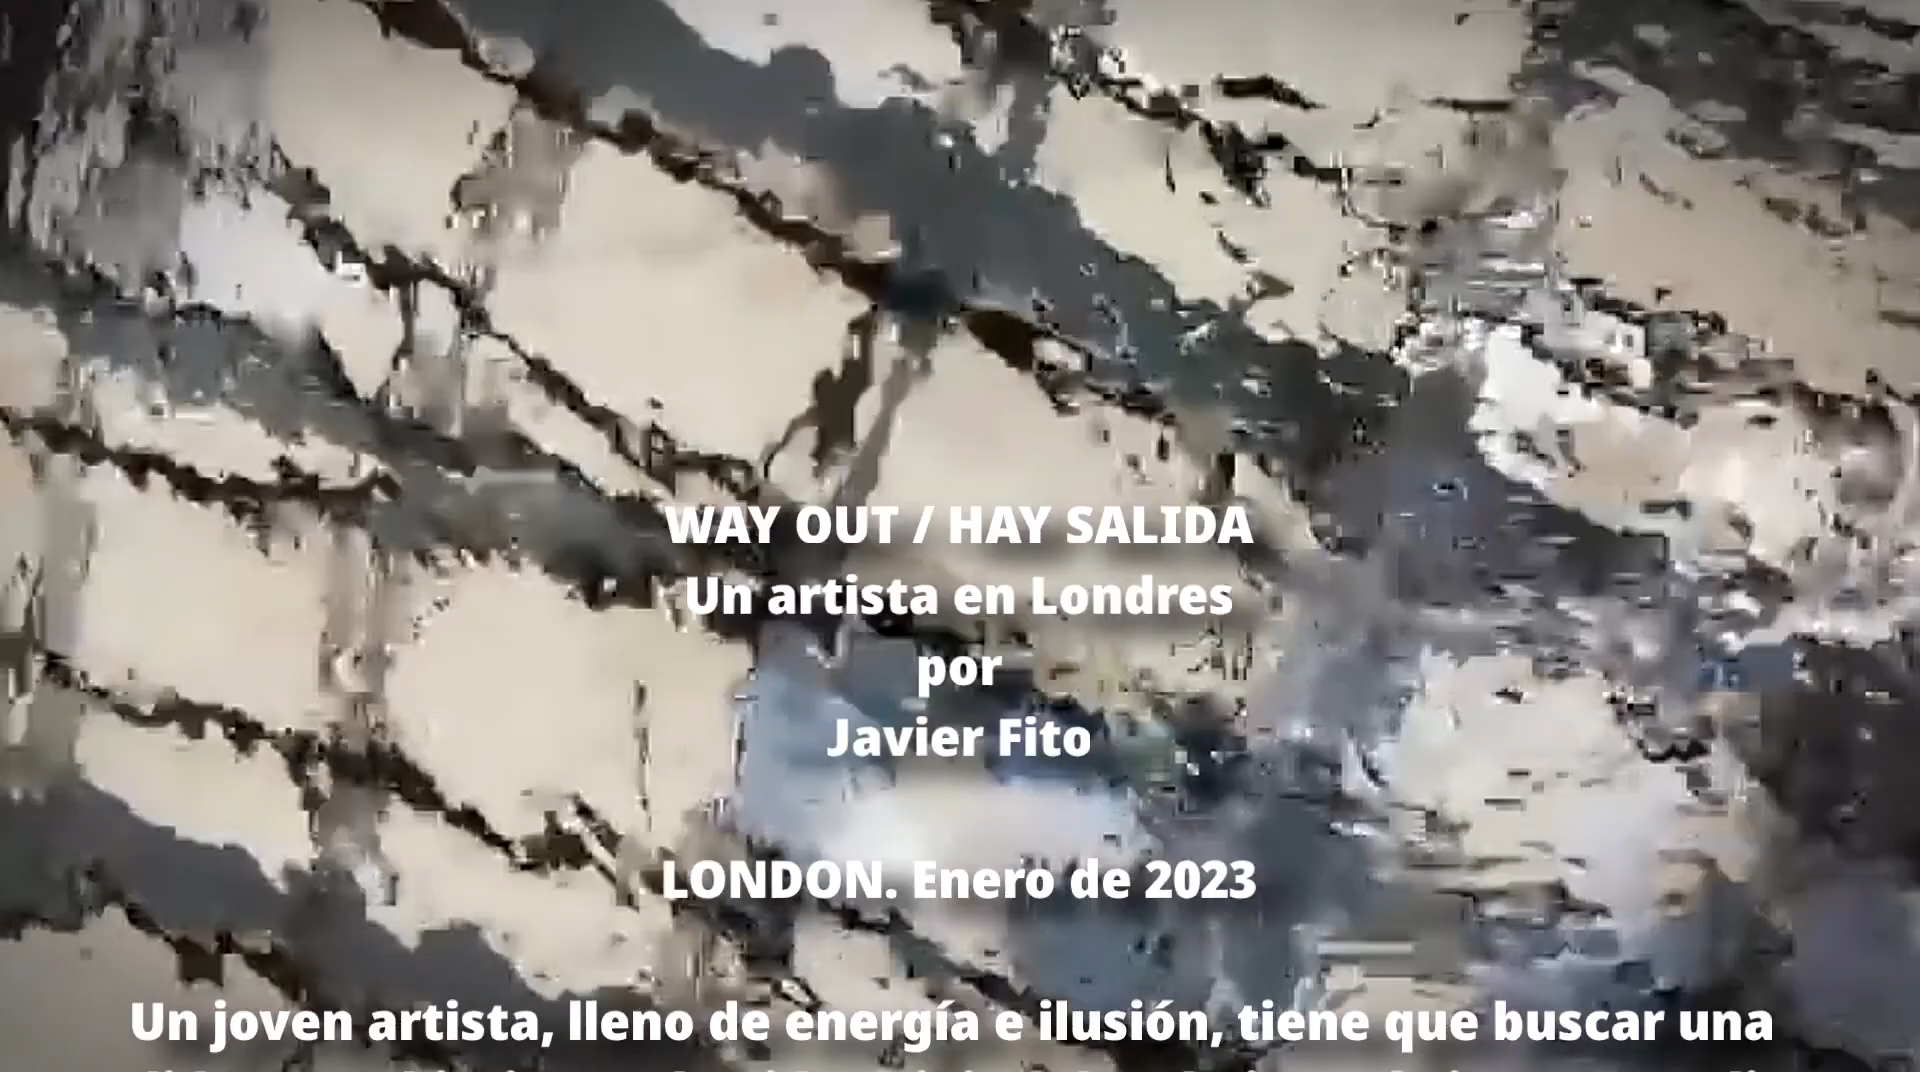 WAY OUT / HAY SALIDA
Un artista en Londres
por
Javier Fito
LONDON. Enero de 2023
Un joven artista, lleno de energía e ilusión, tiene que buscar una